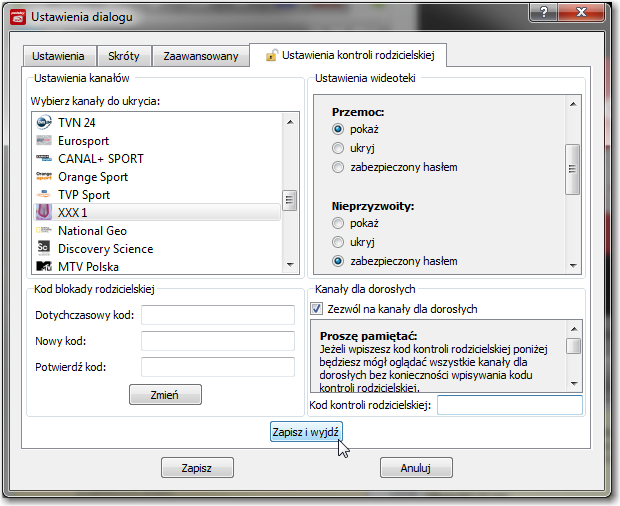 Ustawienia dialogu
Ustawienia
Skróty
Zaawansowany
Ustawienia kontroli rodzicielskiej
Ustawienia kanałów
Wybierz kanały do ukrycia:
TVN 24
Eurosport
CANAL+ SPORT
Orange Sport
TVP Sport
XXX 1
National Geo
Discovery Science
MTV Polska
Ustawienia wideoteki
Przemoc:
pokaż
ukryj
zabezpieczony hasłem
Nieprzyzwoity:
pokaż
ukryj
zabezpieczony hasłem
Kod blokady rodzicielskiej
Dotychczasowy kod:
Nowy kod:
Potwierdź kod:
Zmień
Kanały dla dorosłych
Zezwól na kanały dla dorosłych
Proszę pamiętać:
Jeżeli wpiszesz kod kontroli rodzicielskiej poniżej
będziesz mógł oglądać wszystkie kanały dla
dorosłych bez konieczności wpisywania kodu
kontroli rodzicielskiej.
Kod kontroli rodzicielskiej:
Zapisz i wyjdź
Zapisz
Anuluj